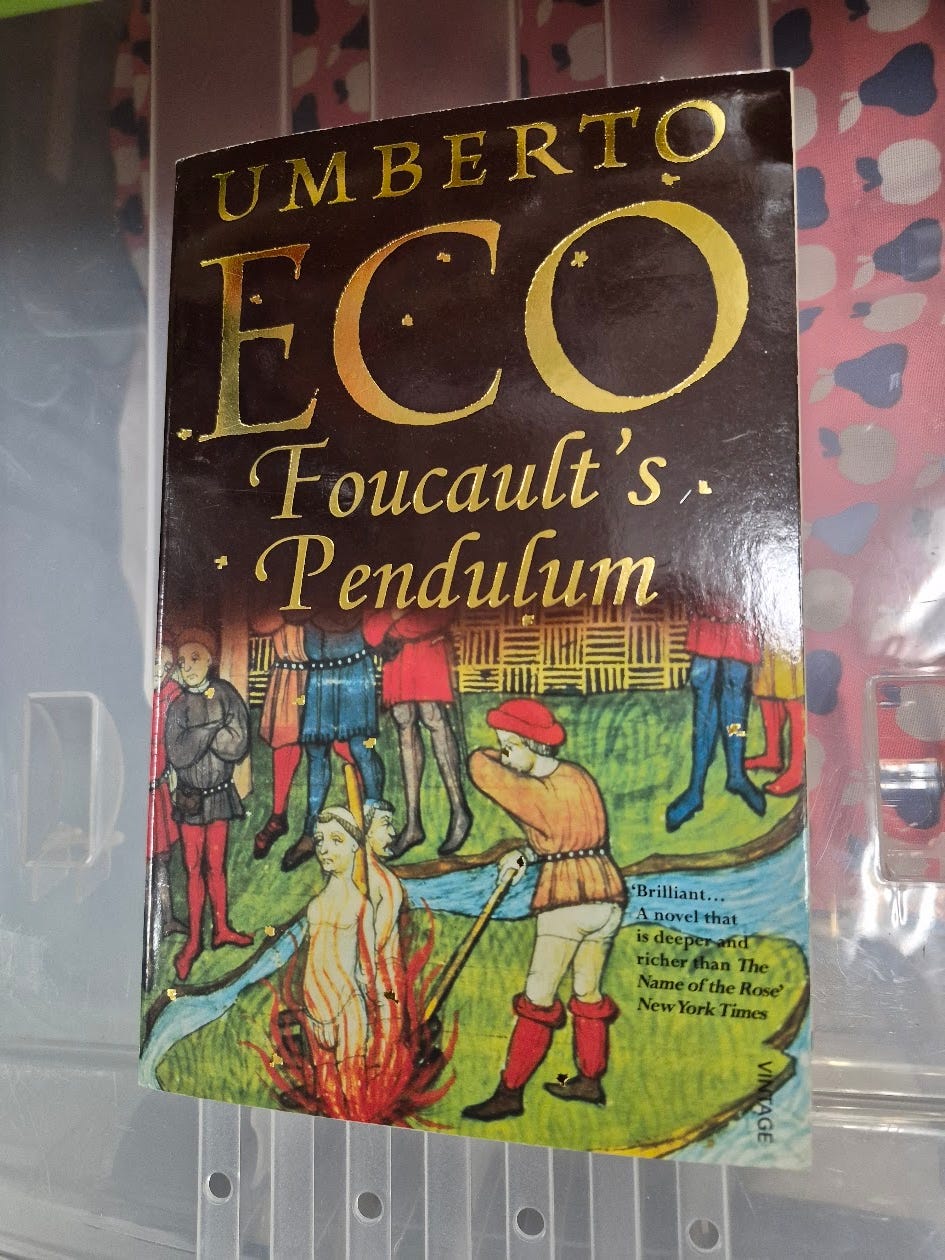 UMBERTO
ECO
Foucault's
Pendulum
'Brilliant...
A novel that
is deeper and
richer than The
Name of the Rose'
New York Times
VINTAGE